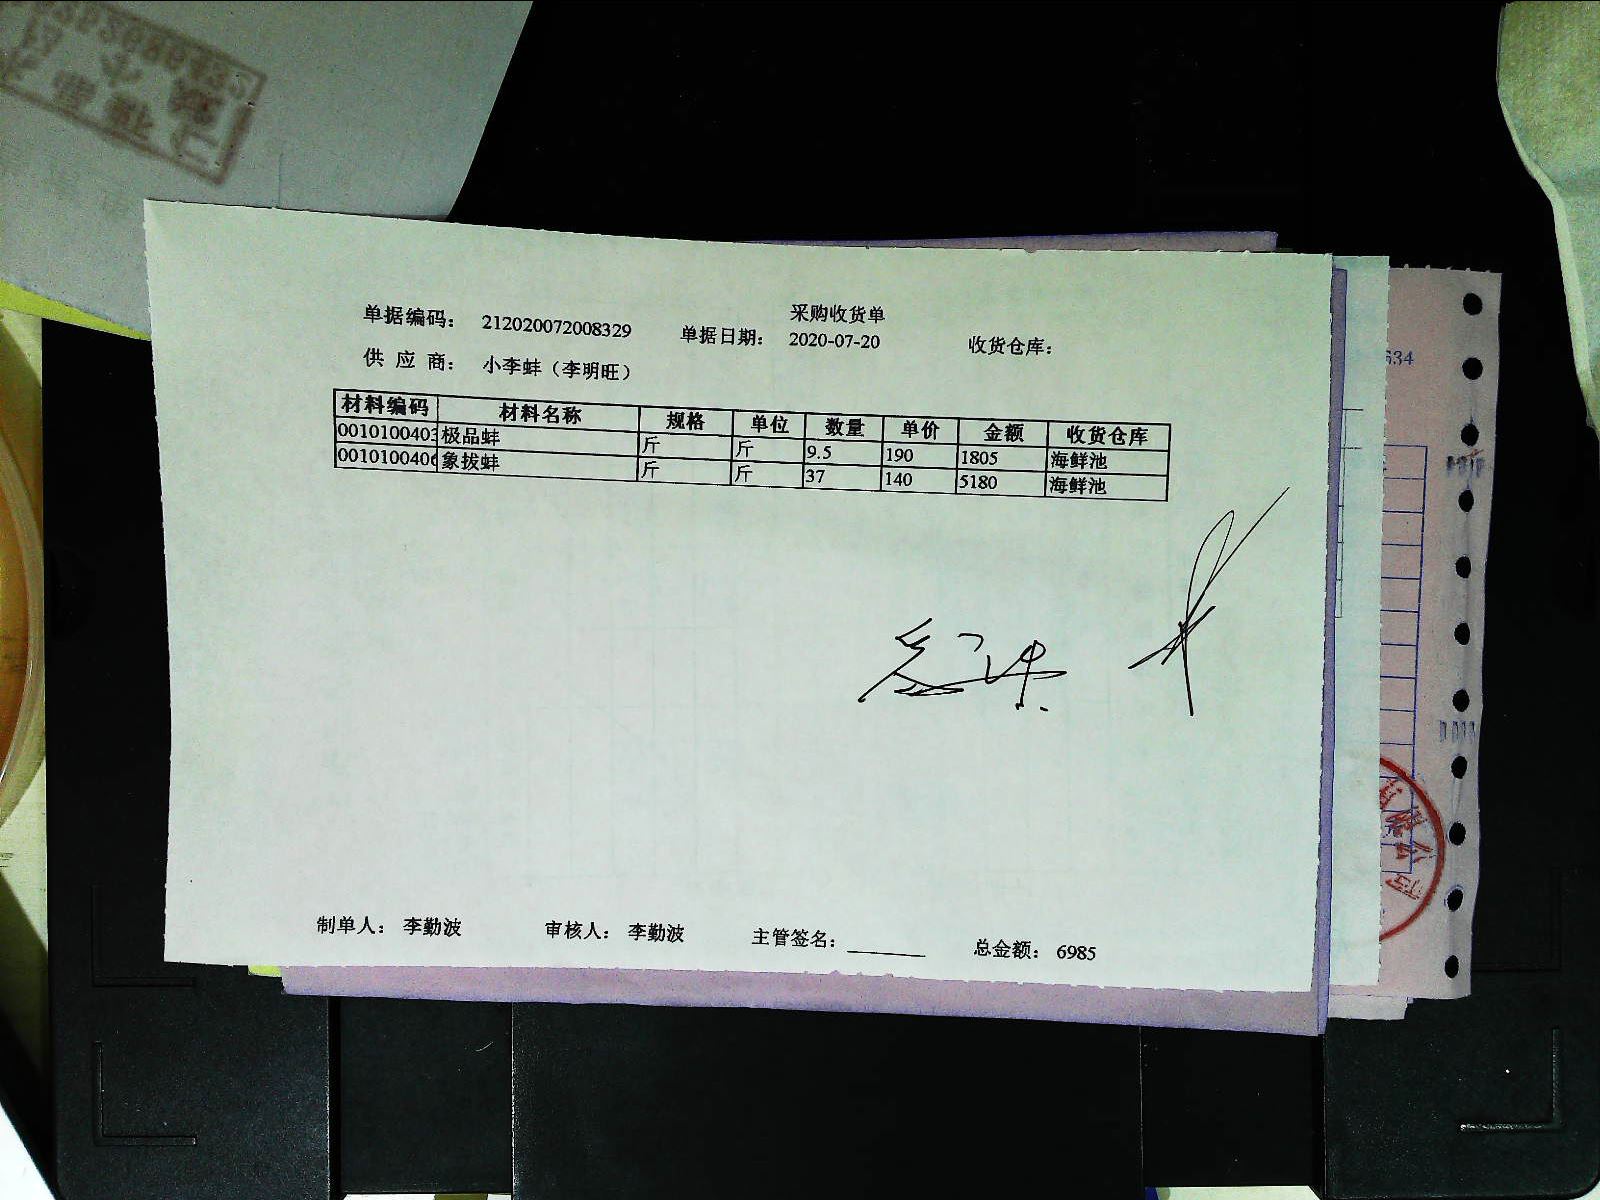 采购收货单
单据编码： 212020072008329 单据日期： 2020-07-20 收货仓库：
供 应 商： 小李蚌（李明旺）
材料编码 材料名称 规格 单位 数量 单价 金额 收货仓库
0010100403 极品蚌 斤 斤 9.5 190 1805 海鲜池
0010100406 象拔蚌 斤 斤 37 140 5180 海鲜池
制单人： 李勤波 审核人： 李勤波 主管签名： 总金额： 6985
634